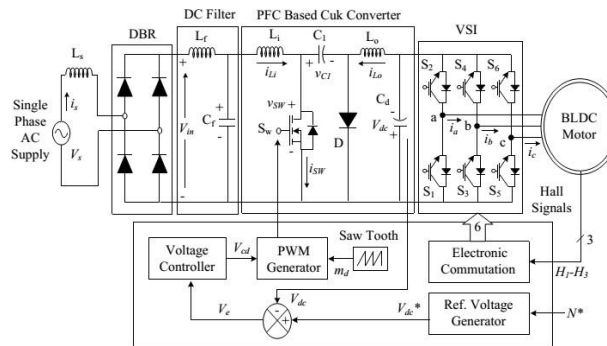 DC Filter
PFC Based Cuk Converter
VSI
DBR
Lf
Li
C1
Lo
Ls
iLi
vC1
iLo
S2
S4
S6
is
Single
Phase
AC
Supply
Vs
+
Vin
-
Cf
+
-
vSW
+
Sw
-
iSW
D
Cd
-
Vdc
+
a
b
c
ia
ib
ic
BLDC
Motor
S1
S3
S5
Hall
Signals
6
3
Voltage
Controller
Vcd
PWM
Generator
Saw Tooth
md
Electronic
Commutation
H1-H3
Ve
Vdc
-
+
Vdc*
Ref. Voltage
Generator
N*